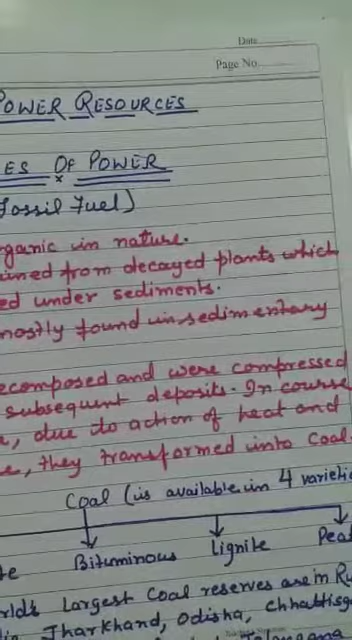 Date
Page No.
POWER RESOURCES
ES OF POWER
Fossil Fuel)
rganic in nature.
ined from decayed plants which
ed under sediments.
mostly found in sedimentary
ecomposed and were compressed
subsequent deposits. In course
e, due to action of heat and
e, they transformed into coal.
Coal (is available in 4 varieti
te Bituminous Lignite Peat
orld's largest coal reserves are in Ru
Jharkhand, Odisha, Chhattisg